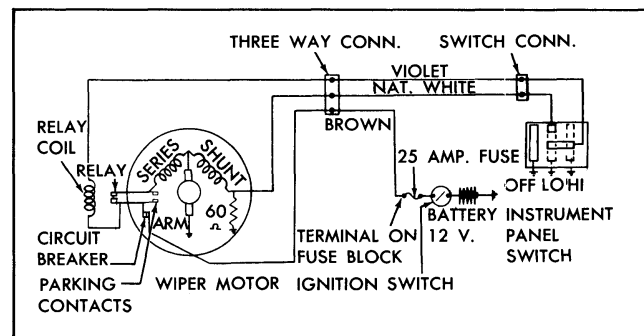 THREE WAY CONN.
SWITCH CONN.
VIOLET
NAT. WHITE
BROWN
RELAY
COIL
RELAY
SERIES
SHUNT
25 AMP. FUSE
OFF LO HI
ARM
60
Ω
CIRCUIT
BREAKER
PARKING
CONTACTS
WIPER MOTOR
TERMINAL ON
FUSE BLOCK
IGNITION SWITCH
BATTERY
12 V.
INSTRUMENT
PANEL
SWITCH